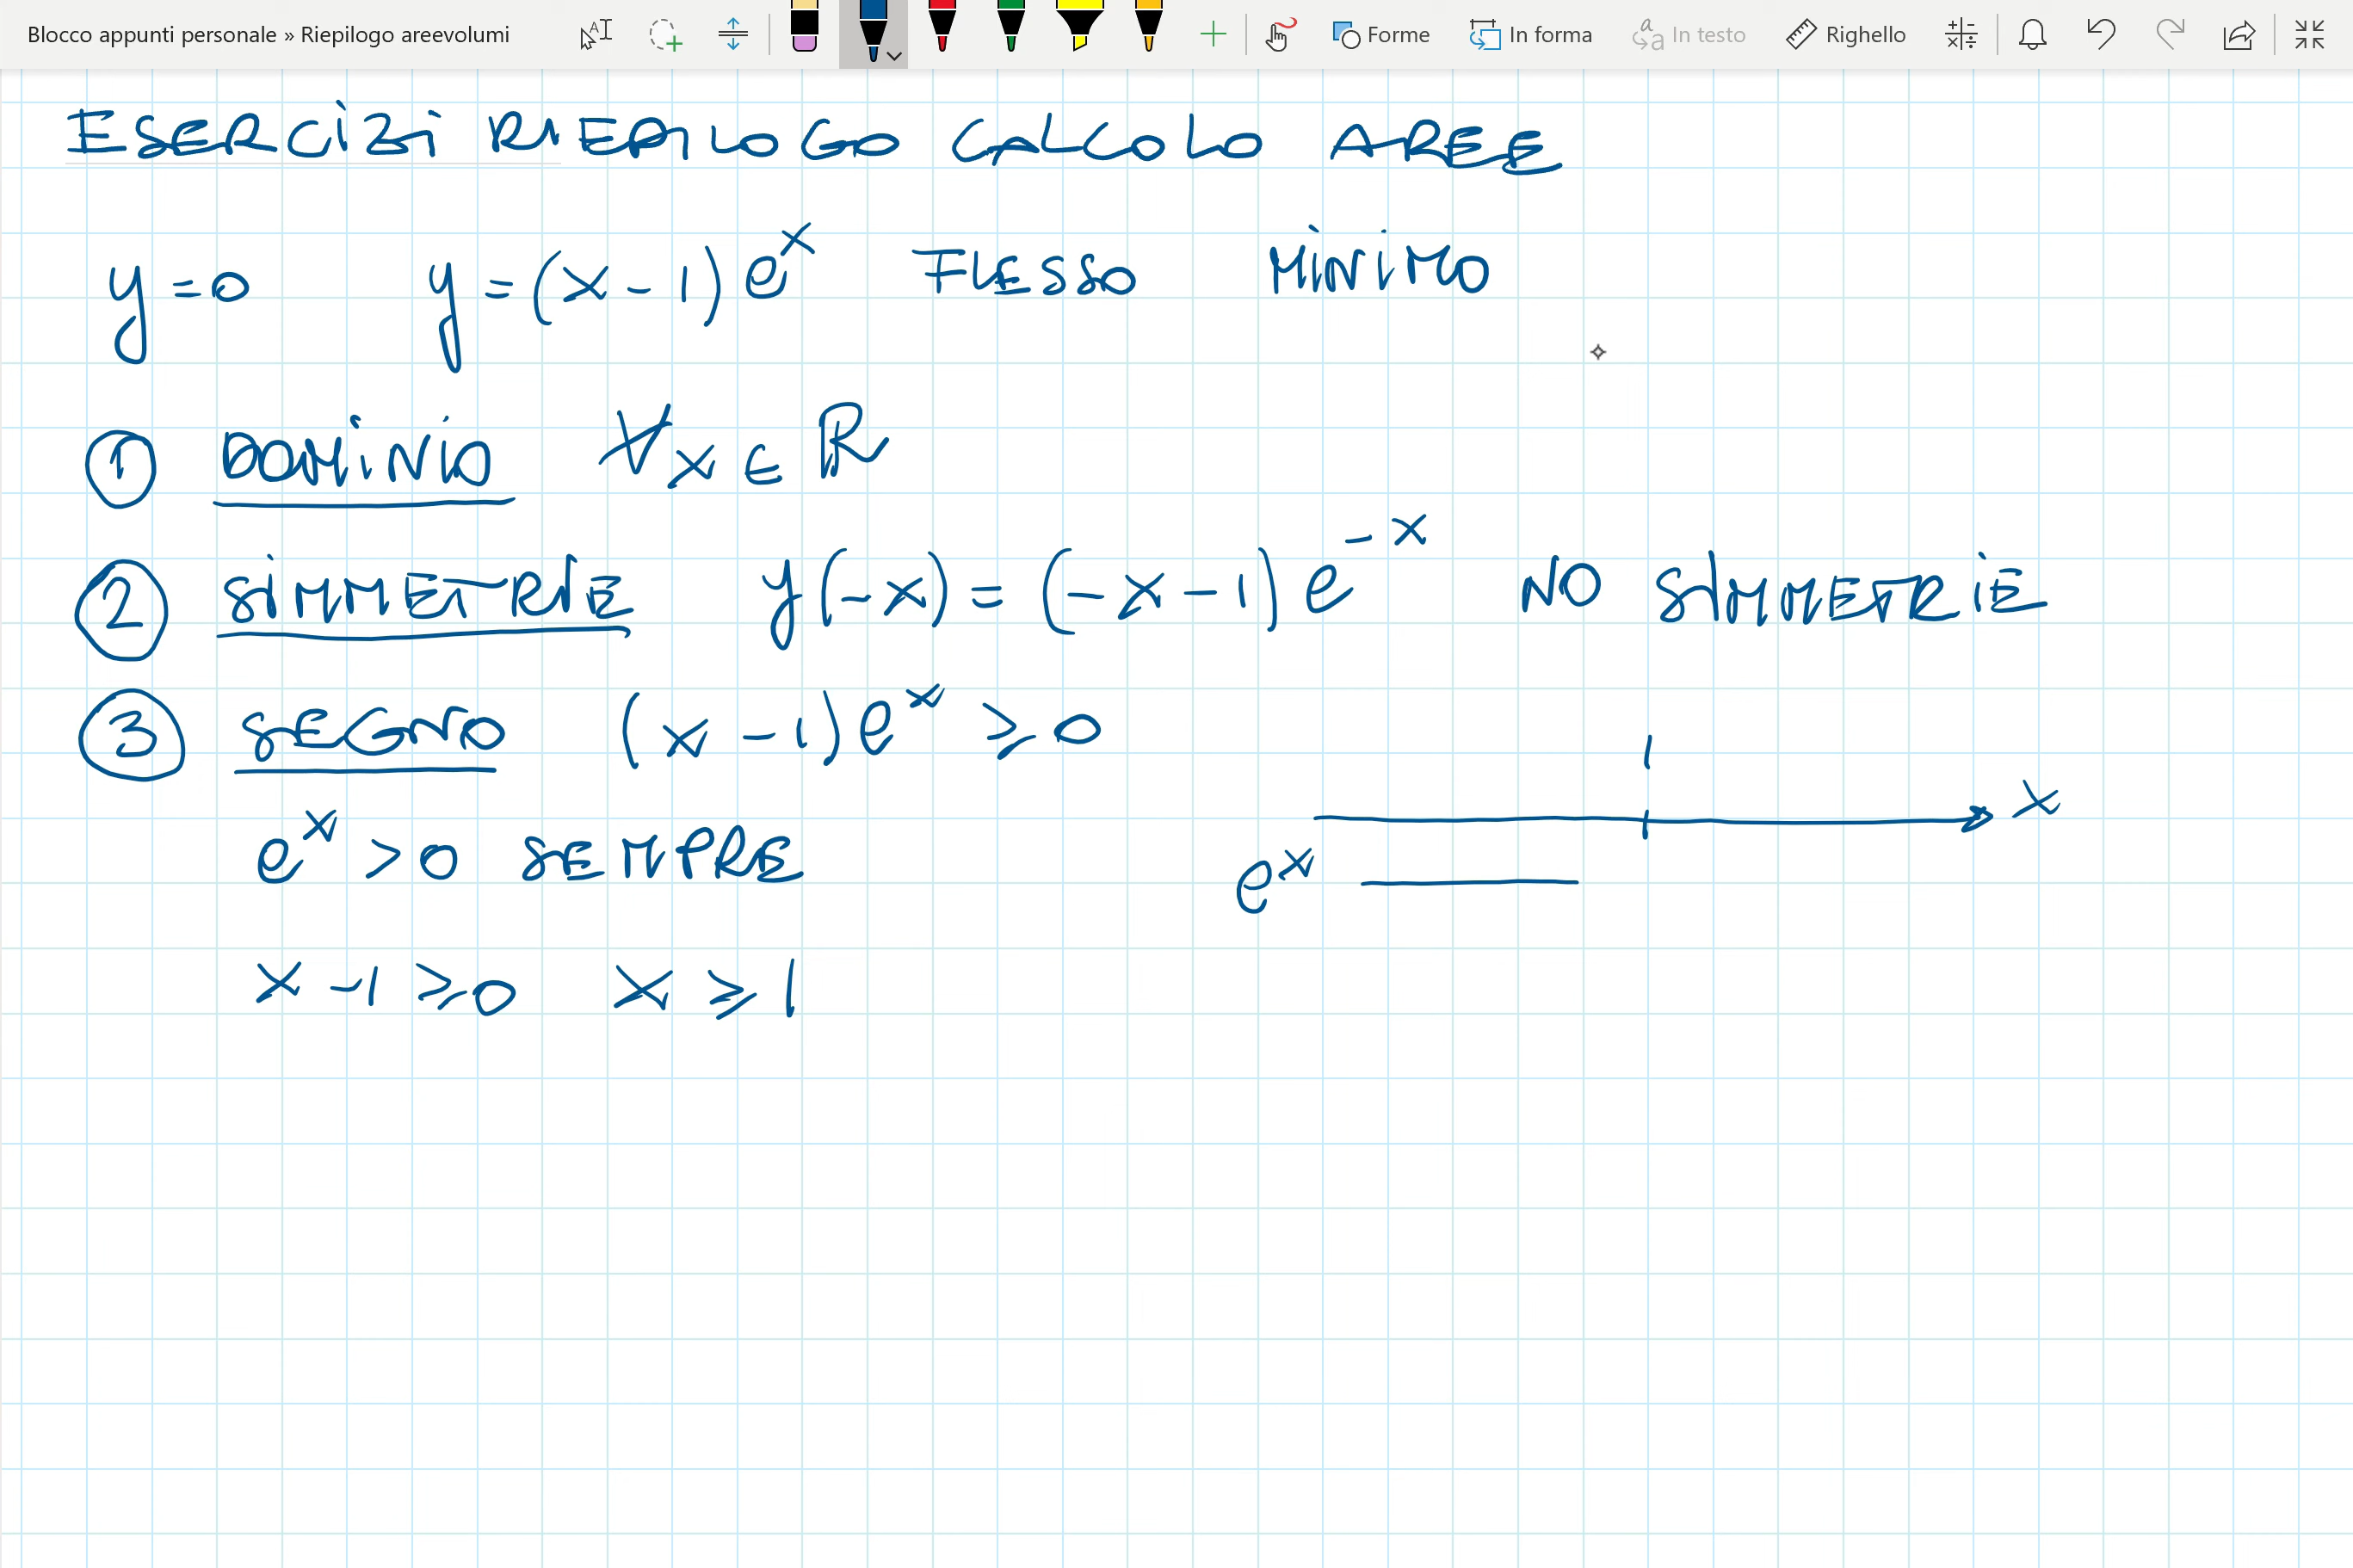 Blocco appunti personale » Riepilogo areevolumi Forme In forma In testo Righello
ESERCIZI RIEPILOGO CALCOLO AREE
y=0 y=(x-1)e^x FLESSO MINIMO
① DOMINIO ∀x∈R
② SIMMETRIE y(-x)=(-x-1)e^-x NO SIMMETRIE
③ SEGNO (x-1)e^x ≥0
1
x
e^x >0 SEMPRE
e^x
x-1≥0 x≥1